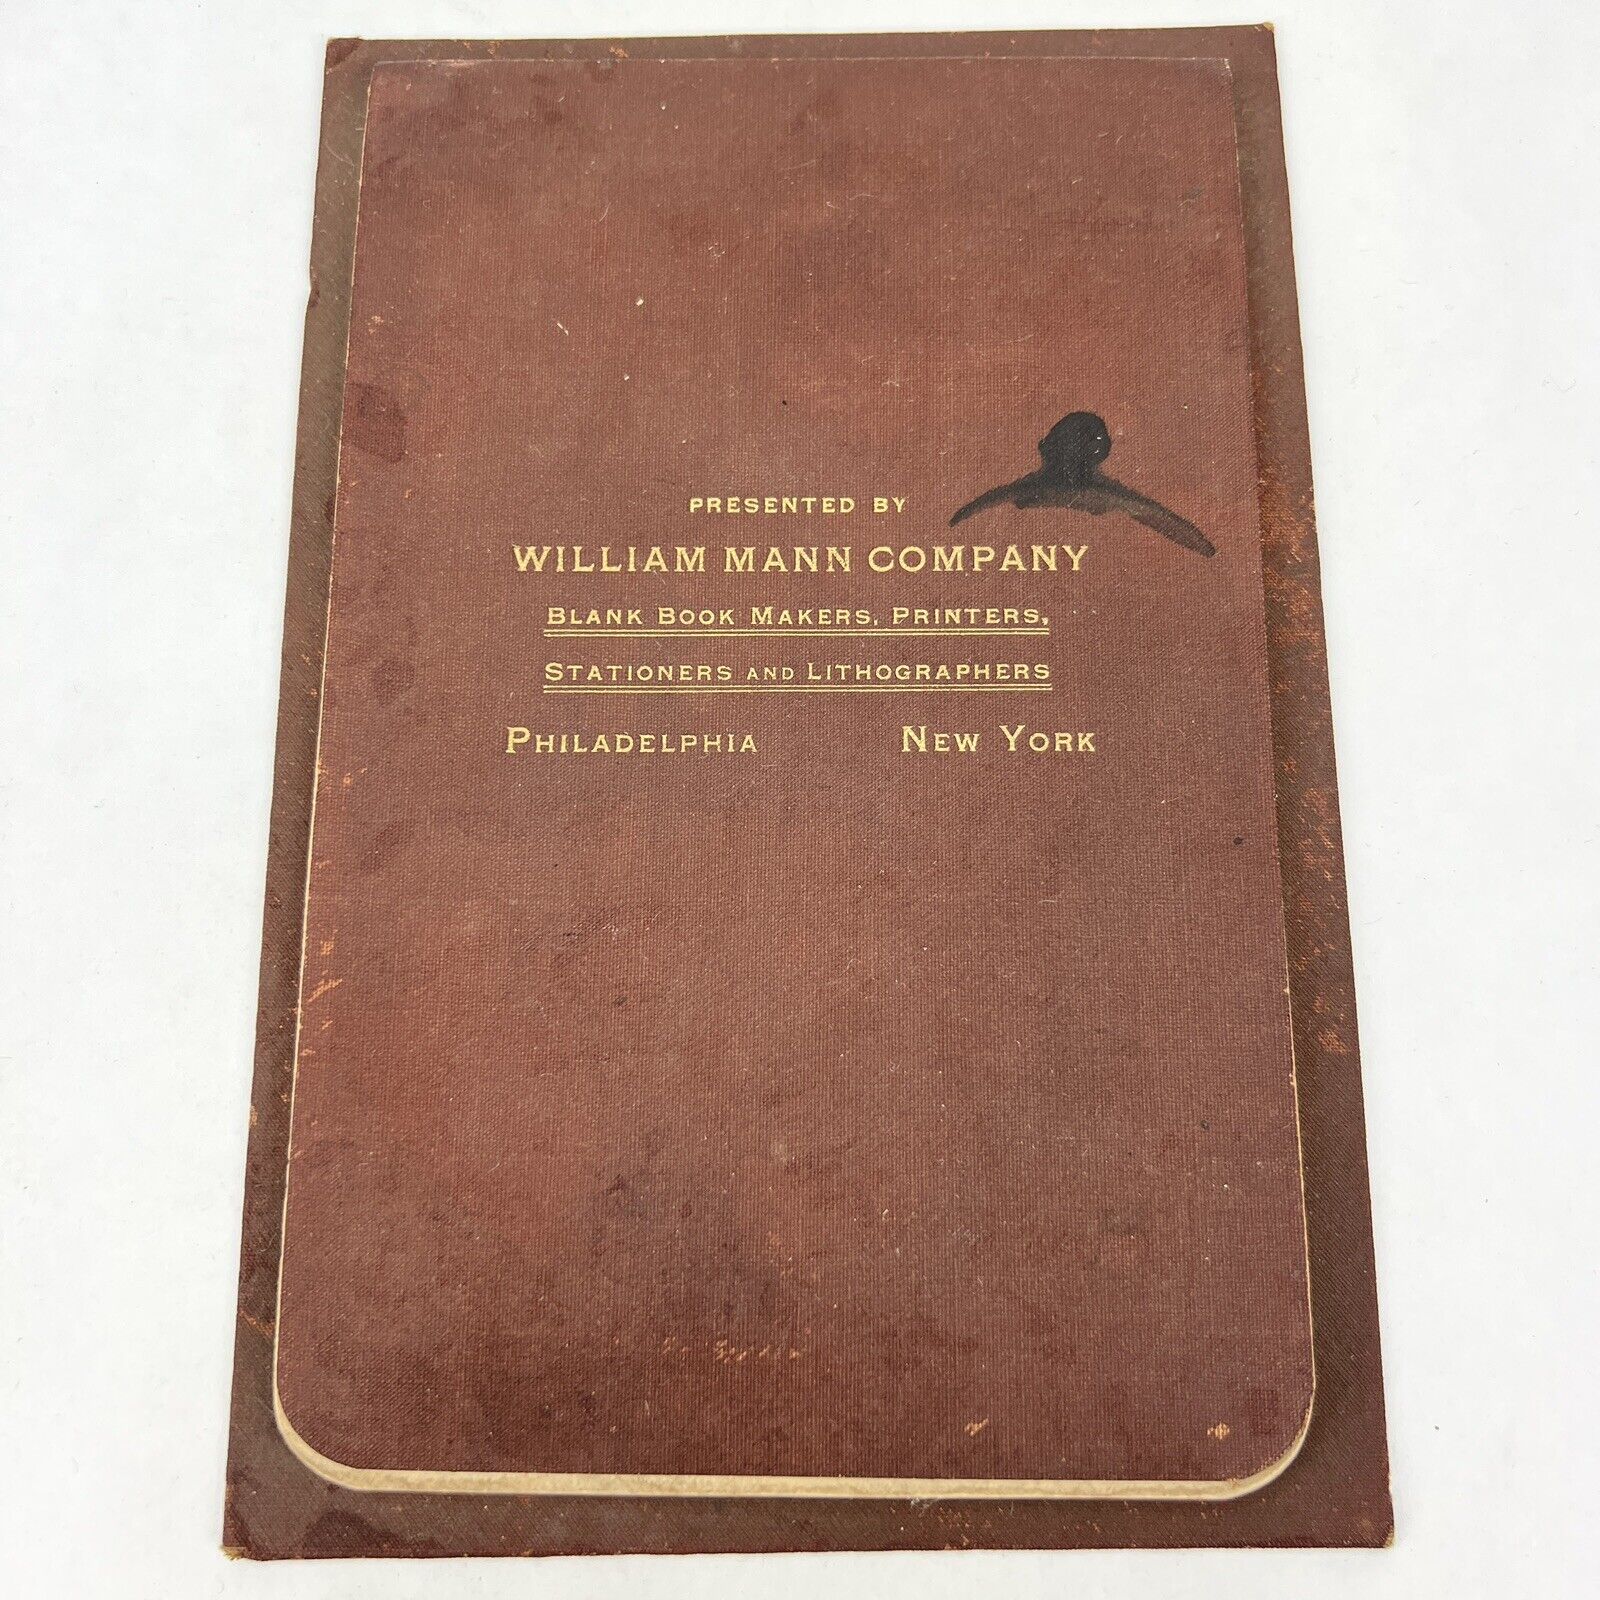 PRESENTED BY
WILLIAM MANN COMPANY
BLANK BOOK MAKERS, PRINTERS,
STATIONERS AND LITHOGRAPHERS
PHILADELPHIA NEW YORK